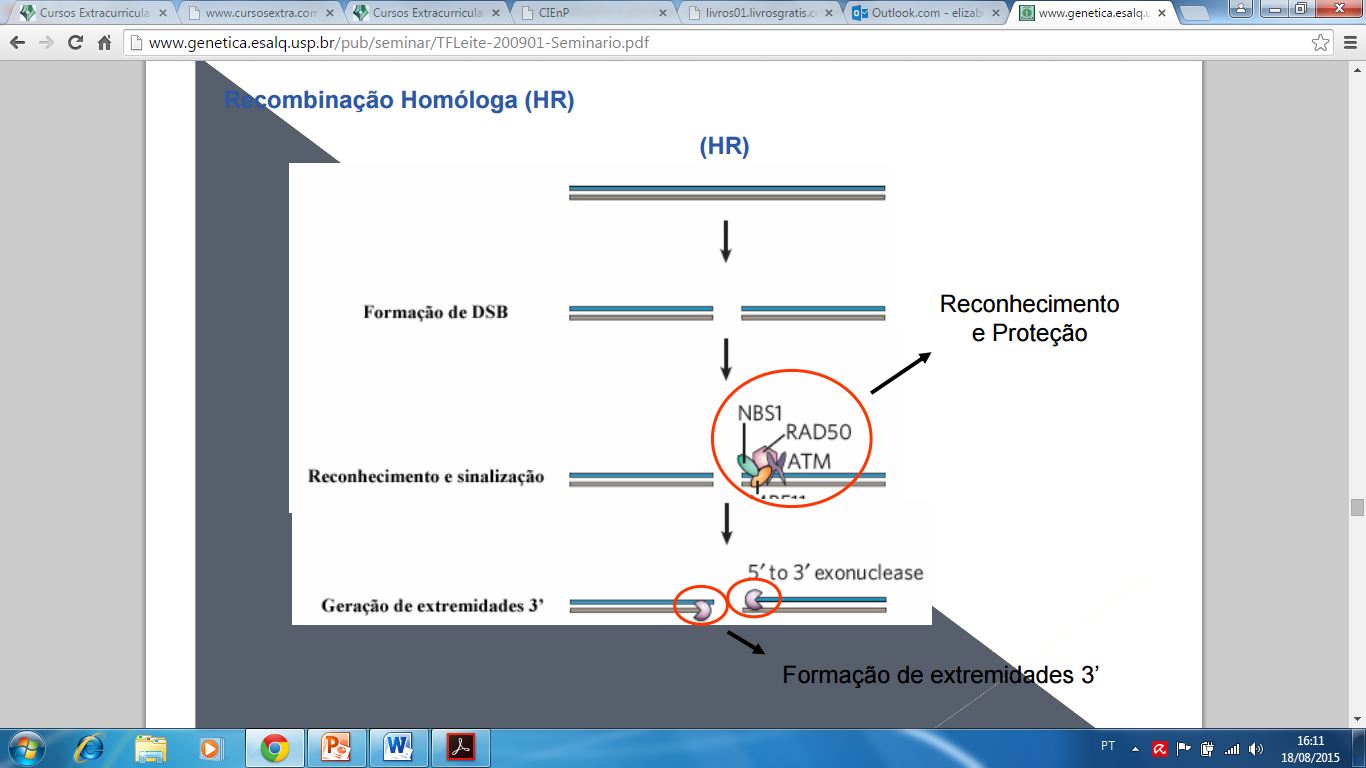 Cursos Extracurricula
www.cursosextra.com
Cursos Extracurricula
CIEnP
livros01.livrosgratis.c
Outlook.com - elizab
www.genetica.esalq.u
www.genetica.esalq.usp.br/pub/seminar/TFLeite-200901-Seminario.pdf
Recombinação Homóloga (HR)
(HR)
Formação de DSB
Reconhecimento
e Proteção
NBS1
RAD50
ATM
Reconhecimento e sinalização
5′ to 3′ exonuclease
Geração de extremidades 3’
Formação de extremidades 3’
PT
16:11
18/08/2015